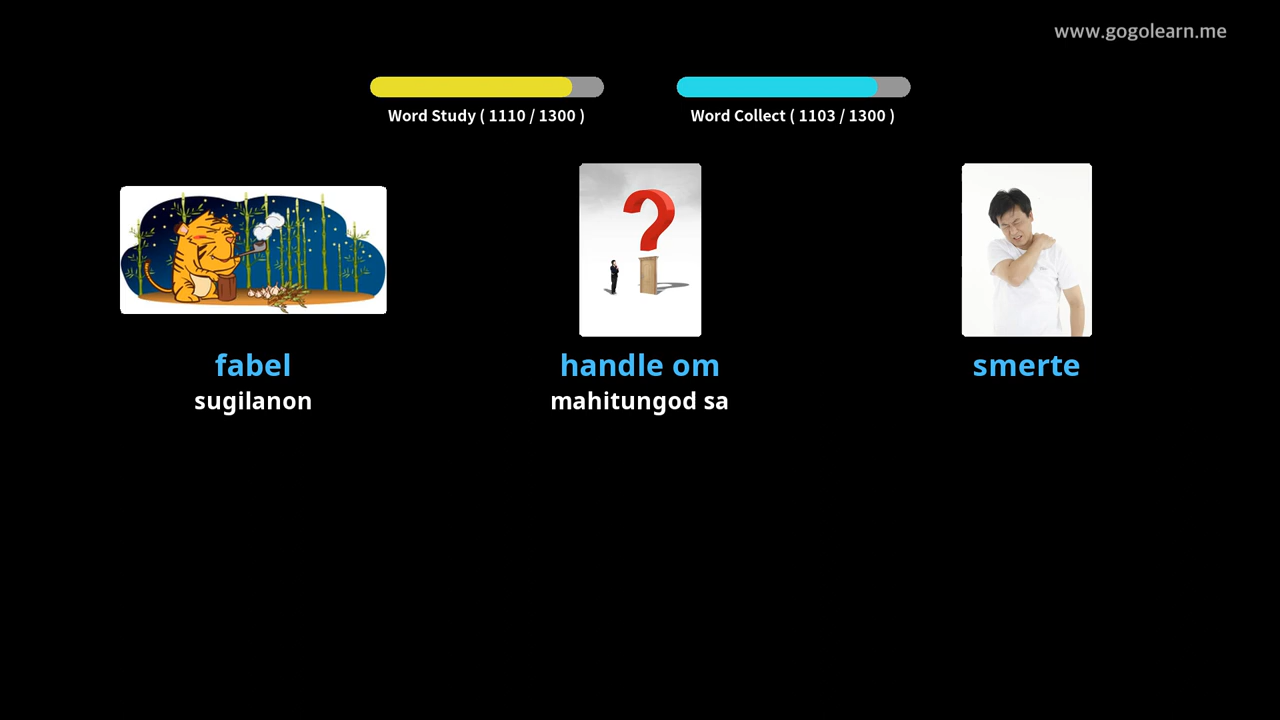 www.gogolearn.me
Word Study ( 1110 / 1300 )
Word Collect ( 1103 / 1300 )
fabel
sugilanon
handle om
mahitungod sa
smerte